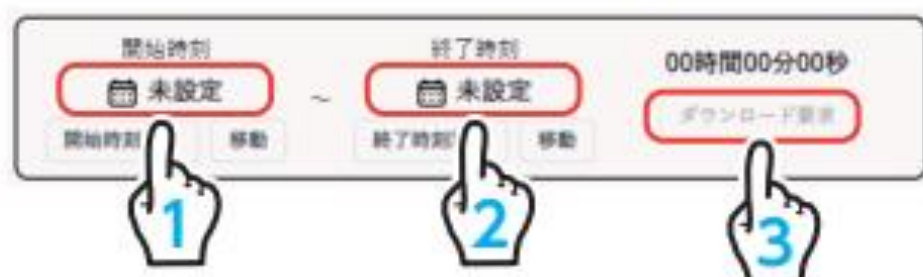 開始時刻
未設定
開始時刻
移動
~
終了時刻
未設定
終了時刻
移動
00時間00分00秒
ダウンロード要求
1
2
3